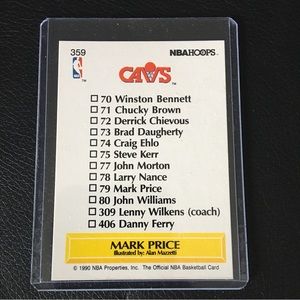 359
NBA HOOPS
CAVS
70 Winston Bennett
71 Chucky Brown
72 Derrick Chievous
73 Brad Daugherty
74 Craig Ehlo
75 Steve Kerr
77 John Morton
78 Larry Nance
79 Mark Price
80 John Williams
309 Lenny Wilkens (coach)
406 Danny Ferry
MARK PRICE
Illustrated by: Alan Mazzetti
© 1990 NBA Properties, Inc. The Official NBA Basketball Card